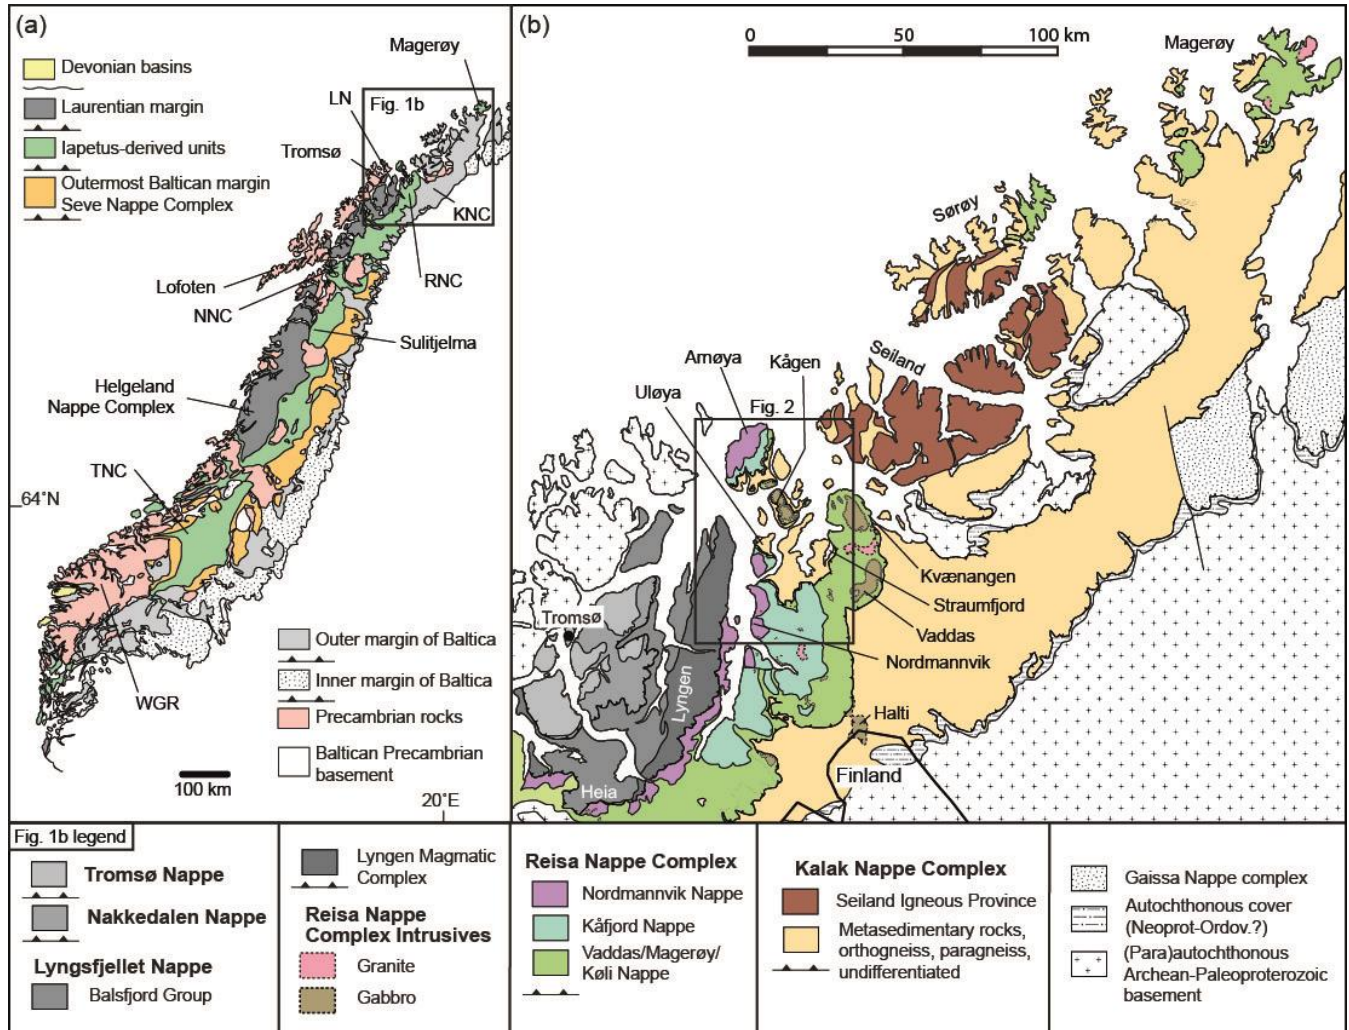 (a)
Devonian basins
Laurentian margin
Iapetus-derived units
Outermost Baltican margin
Seve Nappe Complex
Magerøy
LN
Fig. 1b
Tromsø
KNC
Lofoten
RNC
NNC
Sulitjelma
Helgeland
Nappe Complex
TNC
64°N
WGR
Outer margin of Baltica
Inner margin of Baltica
Precambrian rocks
Baltican Precambrian
basement
100 km
20°E
(b)
0 50 100 km
Magerøy
Sørøy
Seiland
Arnøya
Kågen
Uløya
Fig. 2
Kvænangen
Straumfjord
Vaddas
Nordmannvik
Tromsø
Lyngen
Halti
Finland
Heia
Fig. 1b legend
Tromsø Nappe
Nakkedalen Nappe
Lyngsfjellet Nappe
Balsfjord Group
Lyngen Magmatic
Complex
Reisa Nappe
Complex Intrusives
Granite
Gabbro
Reisa Nappe Complex
Nordmannvik Nappe
Kåfjord Nappe
Vaddas/Magerøy/
Køli Nappe
Kalak Nappe Complex
Seiland Igneous Province
Metasedimentary rocks,
orthogneiss, paragneiss,
undifferentiated
Gaissa Nappe complex
Autochthonous cover
(Neoprot-Ordov.?)
(Para)autochthonous
Archean-Paleoproterozoic
basement